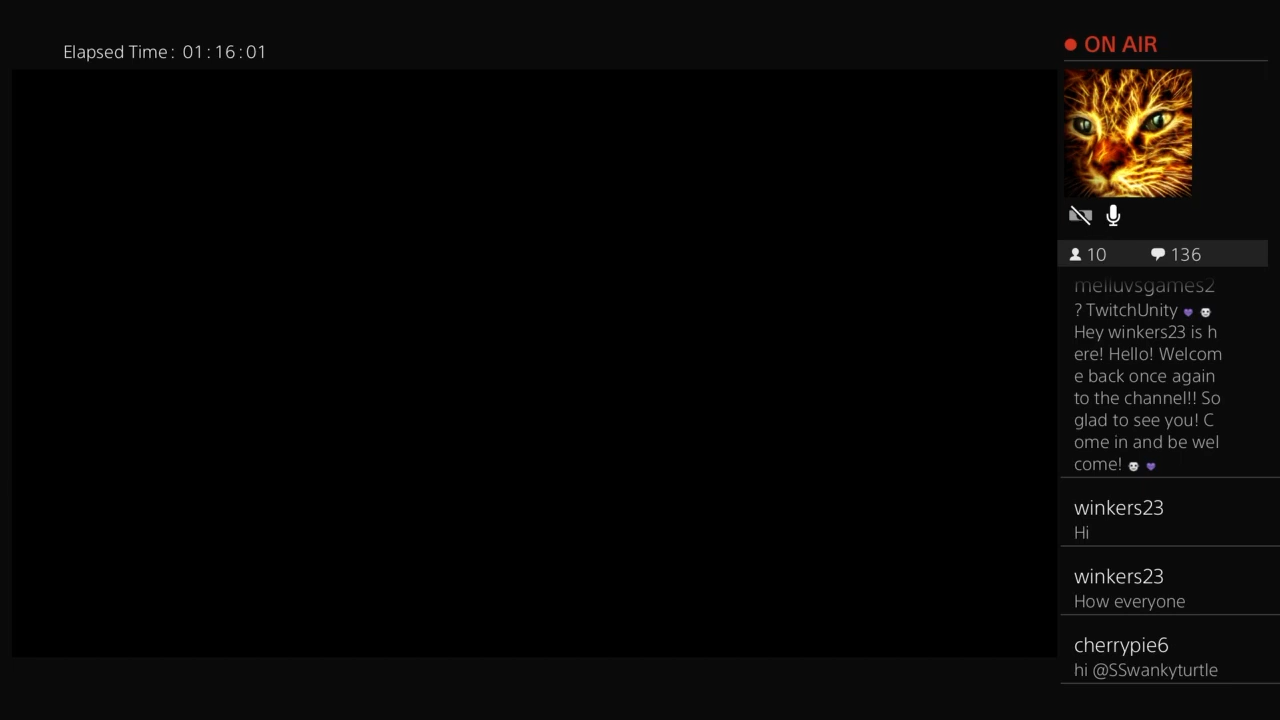 Elapsed Time: 01:16:01
ON AIR
10 136
melluvsgames2
? TwitchUnity
Hey winkers23 is h
ere! Hello! Welcom
e back once again
to the channel!! So
glad to see you! C
ome in and be wel
come!
winkers23
Hi
winkers23
How everyone
cherrypie6
hi @SSwankyturtle